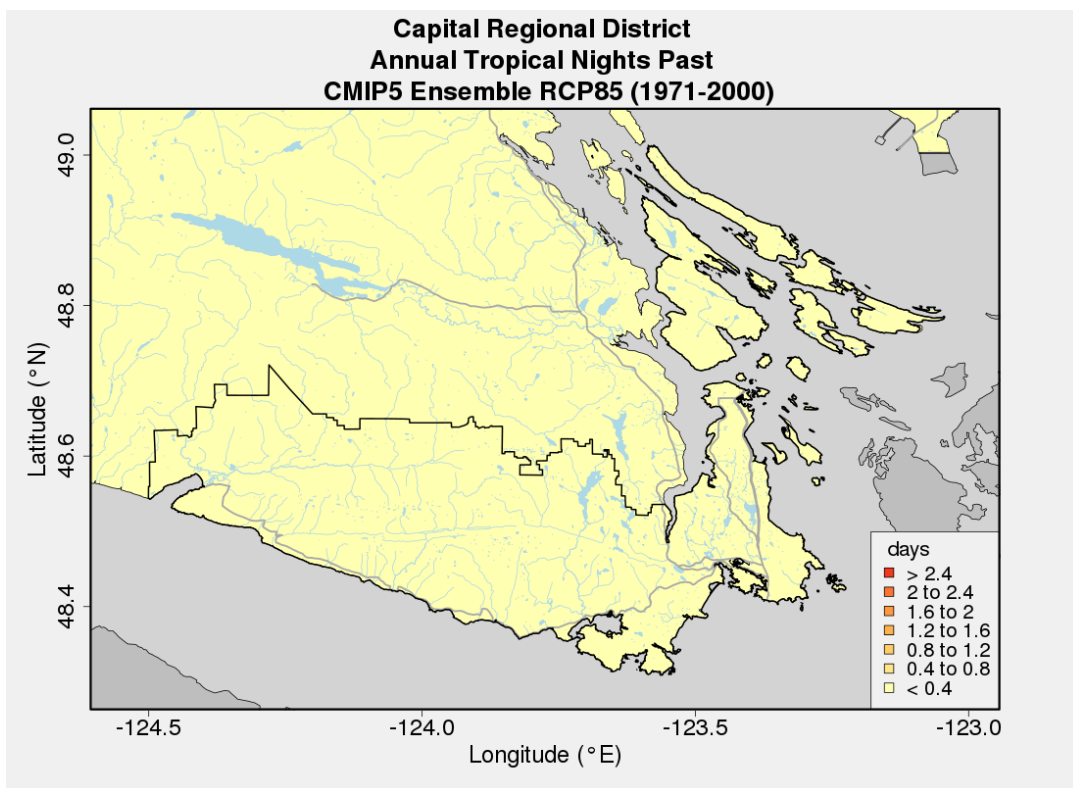 Capital Regional District
Annual Tropical Nights Past
CMIP5 Ensemble RCP85 (1971-2000)
49.0
48.8
48.6
48.4
Latitude (°N)
days
> 2.4
2 to 2.4
1.6 to 2
1.2 to 1.6
0.8 to 1.2
0.4 to 0.8
< 0.4
-124.5
-124.0
-123.5
-123.0
Longitude (°E)